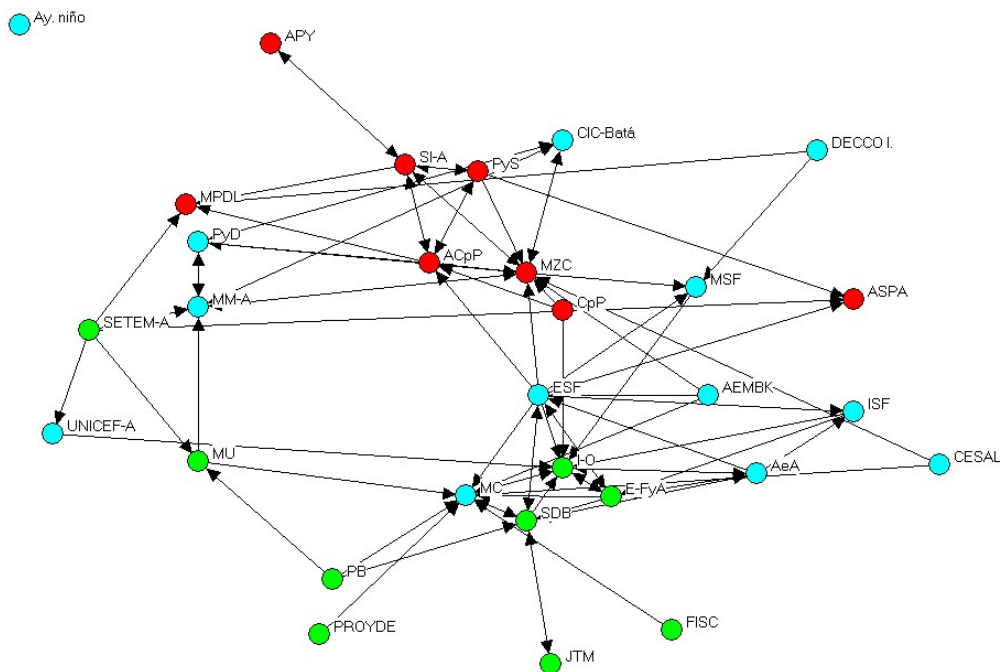 Ay. niño
APY
CIC-Batá
DECCO I.
SI-A
PyS
MPDL
PyD
ACpP
MZC
MSF
ASPA
MM-A
CpP
SETEM-A
ESF
AEMBK
ISF
UNICEF-A
MU
I-O
AeA
CESAL
MC
E-FyA
SDB
PB
PROYDE
FISC
JTM